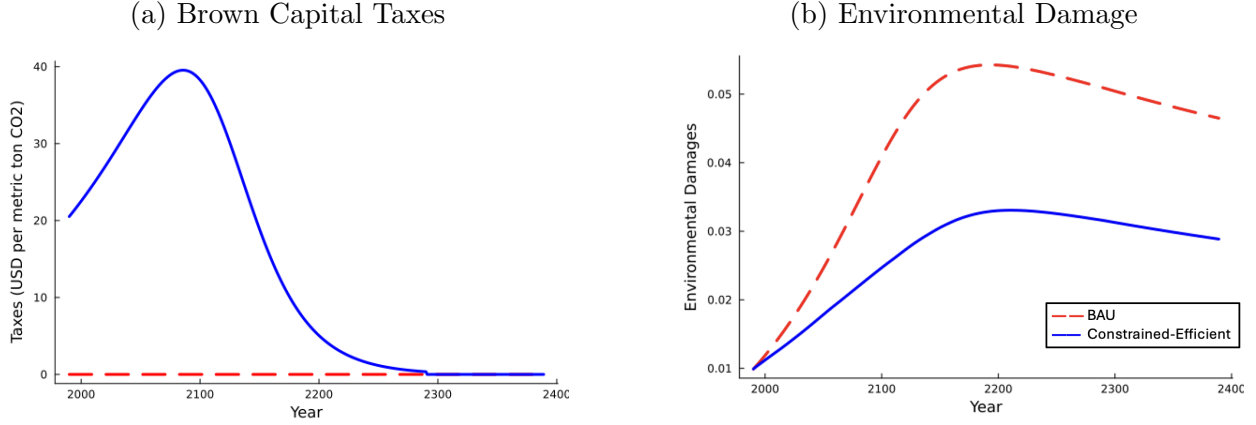 (a) Brown Capital Taxes
Taxes (USD per metric ton CO2)
40
30
20
10
0
2000 2100 2200 2300 2400
Year
(b) Environmental Damage
Environmental Damages
0.05
0.04
0.03
0.02
0.01
BAU
Constrained-Efficient
2000 2100 2200 2300 2400
Year